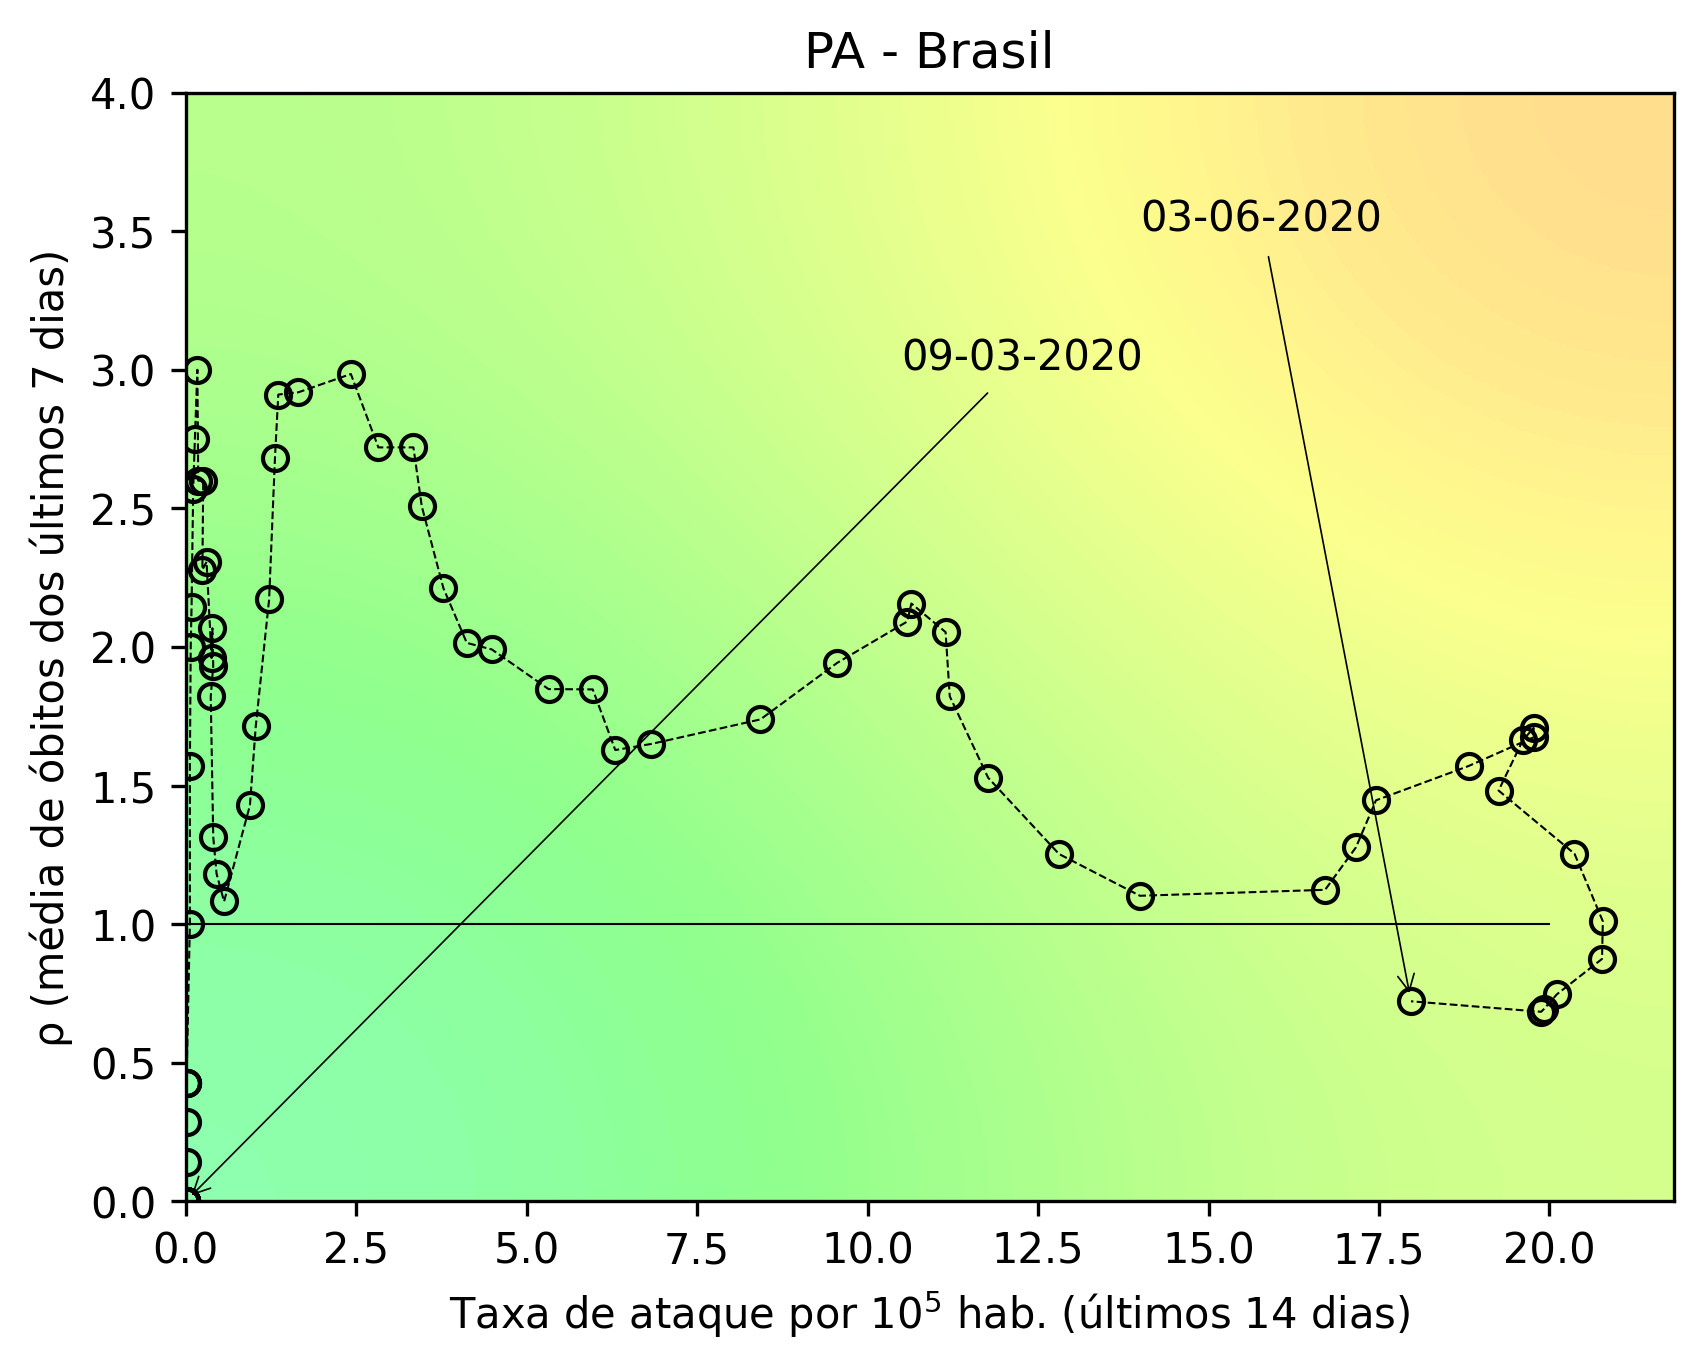 PA - Brasil
4.0
3.5
3.0
2.5
2.0
1.5
1.0
0.5
0.0
ρ (média de óbitos dos últimos 7 dias)
03-06-2020
09-03-2020
0.0 2.5 5.0 7.5 10.0 12.5 15.0 17.5 20.0
Taxa de ataque por 10⁵ hab. (últimos 14 dias)